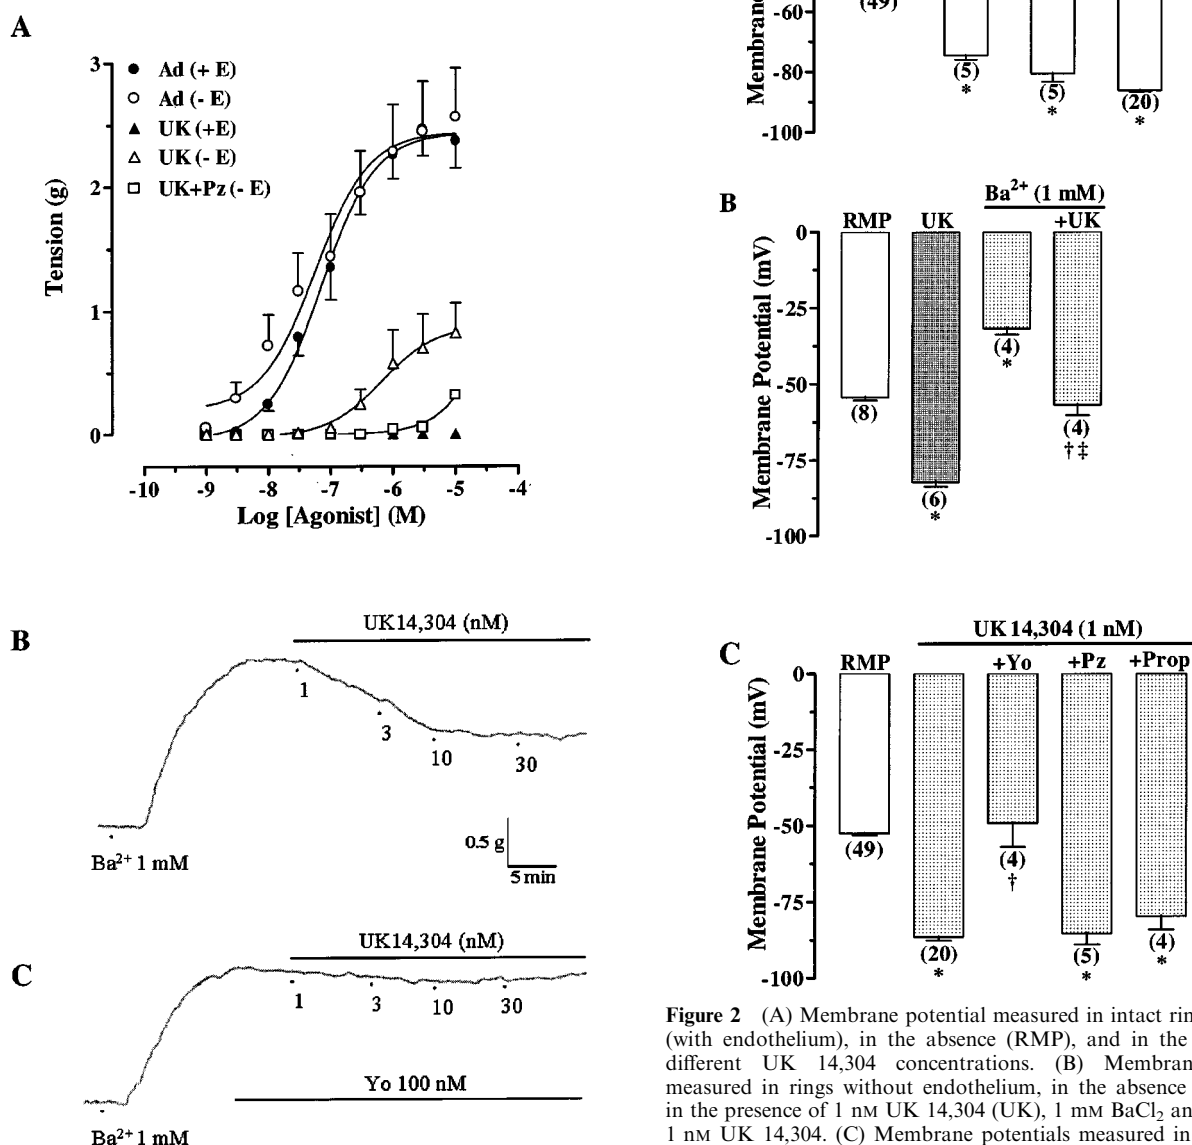 A
3
2
1
0
Tension (g)
Ad (+ E)
Ad (- E)
UK (+E)
UK (- E)
UK+Pz (- E)
-10 -9 -8 -7 -6 -5 -4
Log [Agonist] (M)
B
UK14,304 (nM)
1
3
10
30
0.5 g
5 min
Ba²⁺ 1 mM
C
UK14,304 (nM)
1
3
10
30
Yo 100 nM
Ba²⁺ 1 mM
Membrane
-60
-80
-100
(49)
(5)
*
(5)
*
(20)
*
B
Ba²⁺ (1 mM)
RMP UK +UK
0
-25
-50
-75
-100
Membrane Potential (mV)
(8)
(6)
*
(4)
*
(4)
†‡
C
UK 14,304 (1 nM)
RMP +Yo +Pz +Prop
0
-25
-50
-75
-100
Membrane Potential (mV)
(49)
(20)
*
(4)
†
(5)
*
(4)
*
Figure 2 (A) Membrane potential measured in intact rin
(with endothelium), in the absence (RMP), and in the
different UK 14,304 concentrations. (B) Membran
measured in rings without endothelium, in the absence
in the presence of 1 nM UK 14,304 (UK), 1 mM BaCl₂ an
1 nM UK 14,304. (C) Membrane potentials measured in